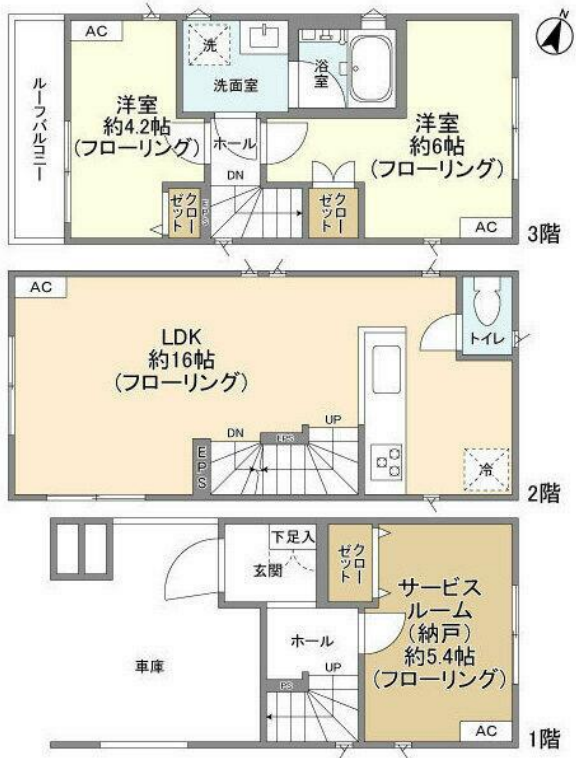 N
AC
洗
洗面室
浴室
洋室
約4.2帖
(フローリング)
ルーフバルコニー
ホール
DN
洋室
約6帖
(フローリング)
クローゼット
EPS
クローゼット
AC
3階
AC
LDK
約16帖
(フローリング)
トイレ
UP
DN
EPS
EPS
冷
2階
下足入
玄関
クローゼット
サービス
ルーム
(納戸)
約5.4帖
(フローリング)
ホール
車庫
UP
PS
AC
1階